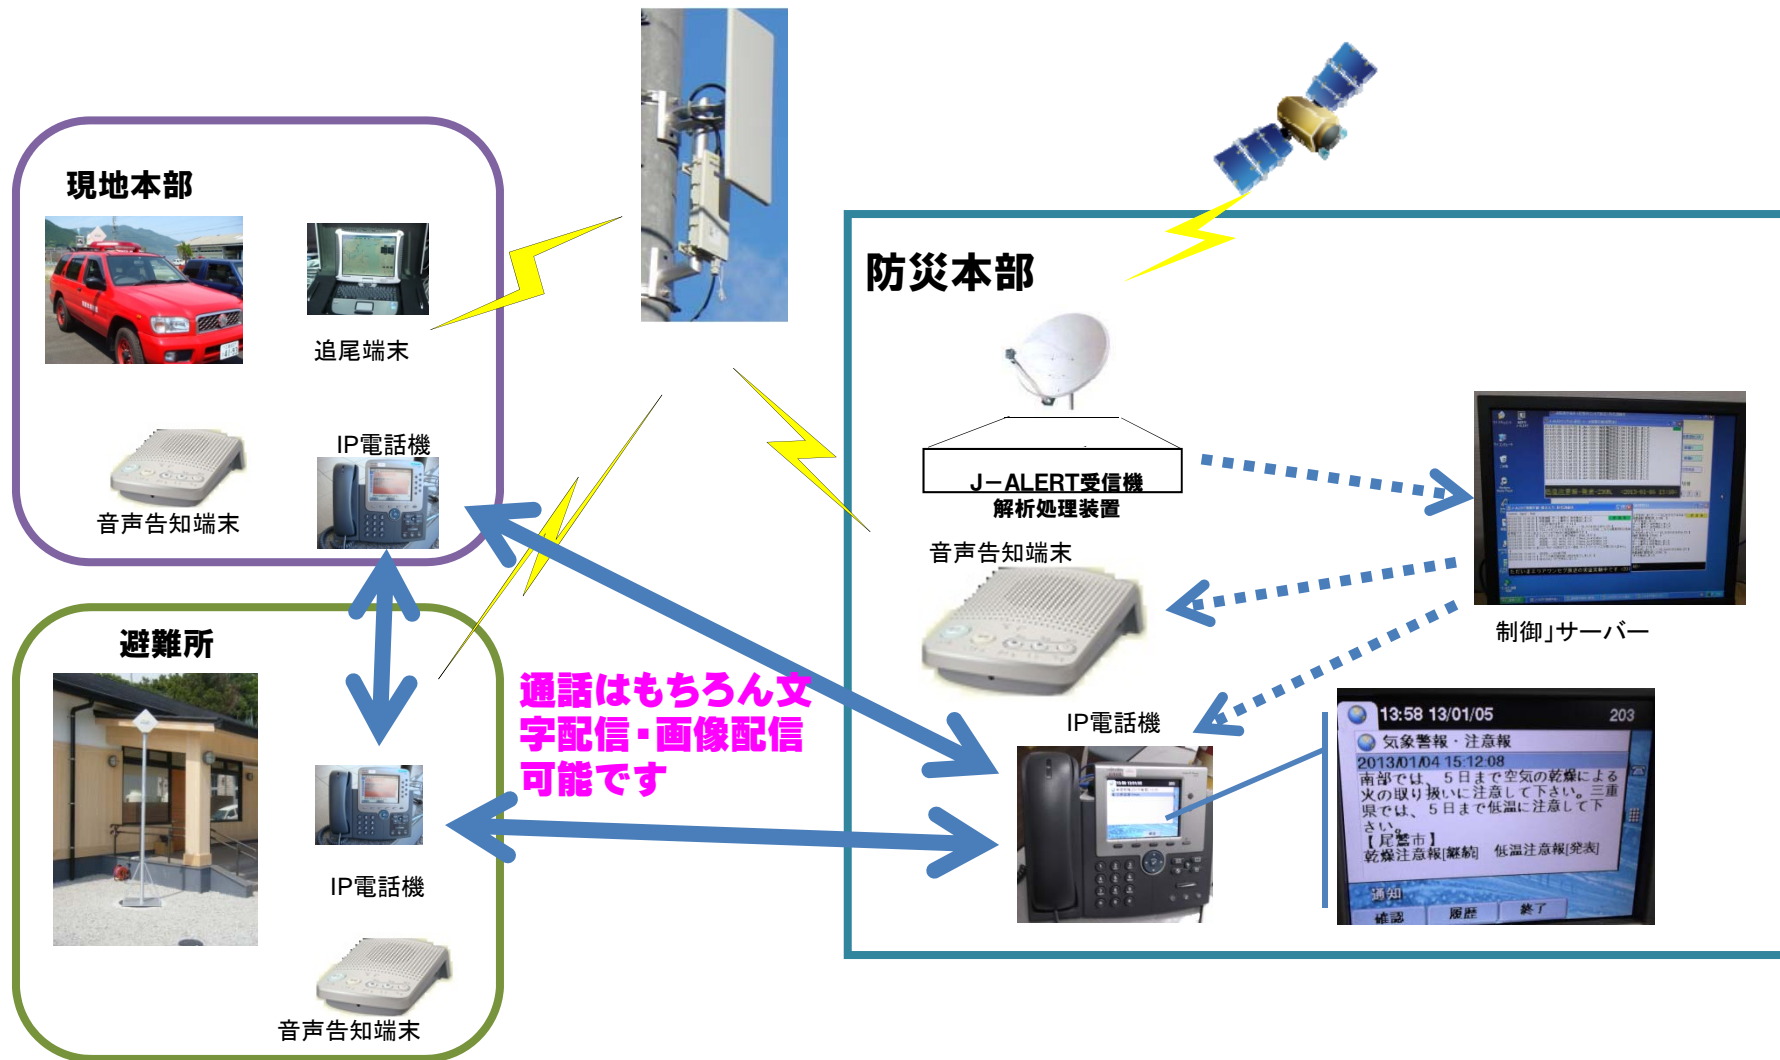 現地本部
追尾端末
IP電話機
音声告知端末
避難所
IP電話機
音声告知端末
通話はもちろん文
字配信・画像配信
可能です
防災本部
J－ALERT受信機
解析処理装置
音声告知端末
IP電話機
制御」サーバー
13:58 13/01/05 203
気象警報・注意報
2013/01/04 15:12:08
南部では、５日まで空気の乾燥による
火の取り扱いに注意して下さい。三重
県では、５日まで低温に注意して下
さい。
【尾鷲市】
乾燥注意報[継続] 低温注意報[発表]
通知
確認 履歴 終了